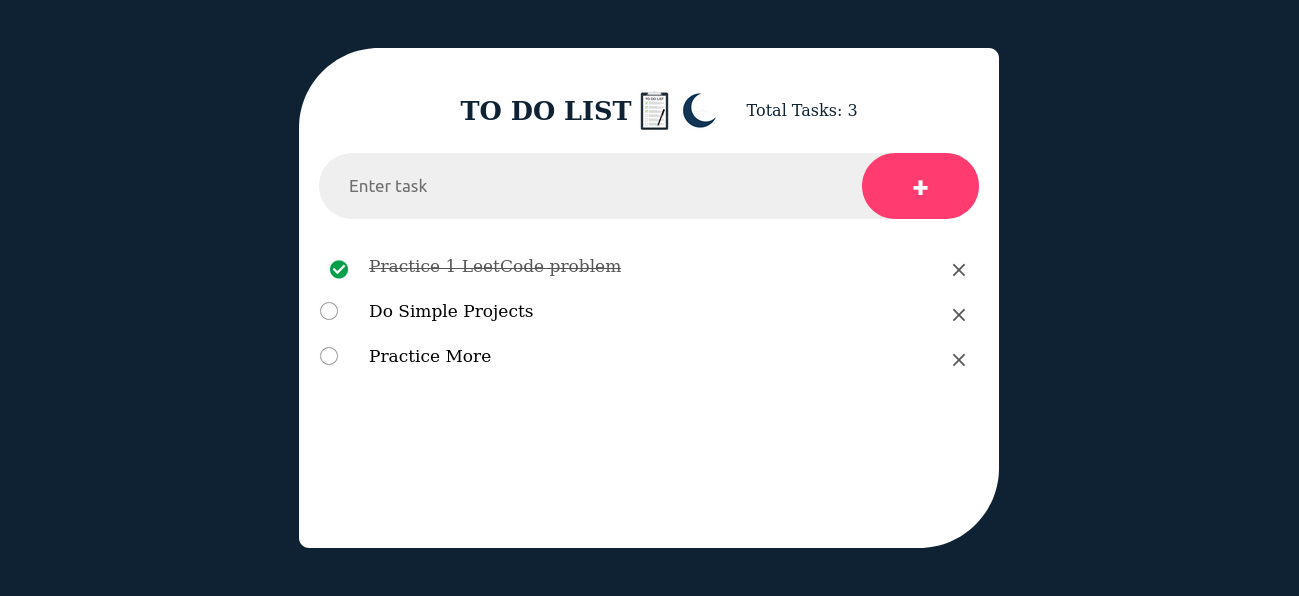 TO DO LIST Total Tasks: 3
Enter task
Practice 1 LeetCode problem
Do Simple Projects
Practice More